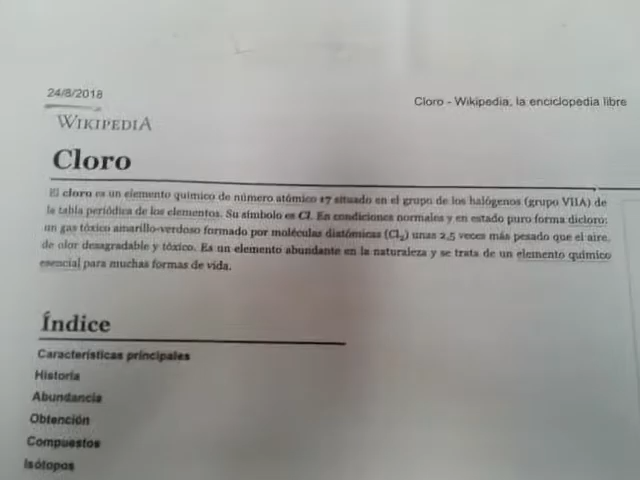 24/8/2018
Cloro - Wikipedia, la enciclopedia libre
WIKIPEDIA
Cloro
El cloro es un elemento químico de número atómico 17 situado en el grupo de los halógenos (grupo VIIA) de
la tabla periódica de los elementos. Su símbolo es Cl. En condiciones normales y en estado puro forma dicloro:
un gas tóxico amarillo-verdoso formado por moléculas diatómicas (Cl₂) unas 2,5 veces más pesado que el aire,
de olor desagradable y tóxico. Es un elemento abundante en la naturaleza y se trata de un elemento químico
esencial para muchas formas de vida.
Índice
Características principales
Historia
Abundancia
Obtención
Compuestos
Isótopos